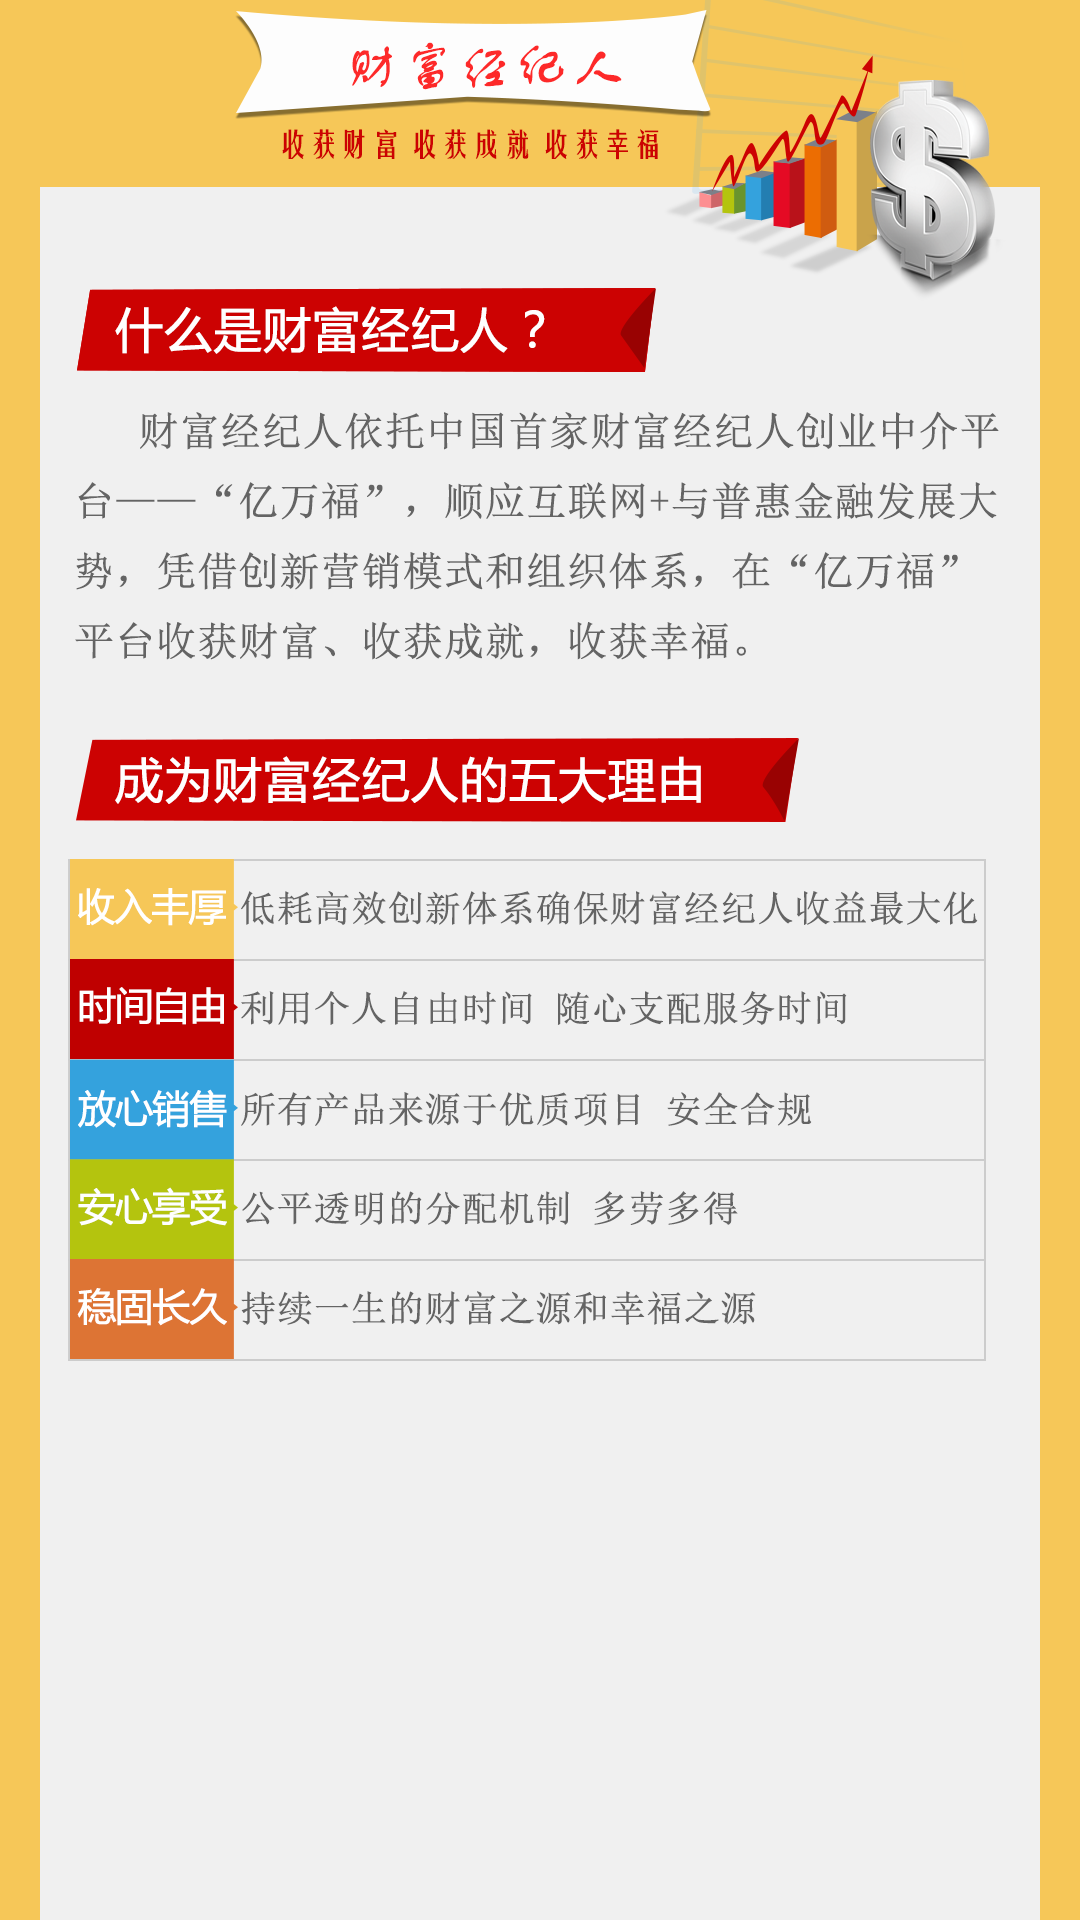 财富经纪人
收获财富 收获成就 收获幸福
什么是财富经纪人？
财富经纪人依托中国首家财富经纪人创业中介平
台——“亿万福”，顺应互联网+与普惠金融发展大
势，凭借创新营销模式和组织体系，在“亿万福”
平台收获财富、收获成就，收获幸福。
成为财富经纪人的五大理由
收入丰厚 低耗高效创新体系确保财富经纪人收益最大化
时间自由 利用个人自由时间 随心支配服务时间
放心销售 所有产品来源于优质项目 安全合规
安心享受 公平透明的分配机制 多劳多得
稳固长久 持续一生的财富之源和幸福之源